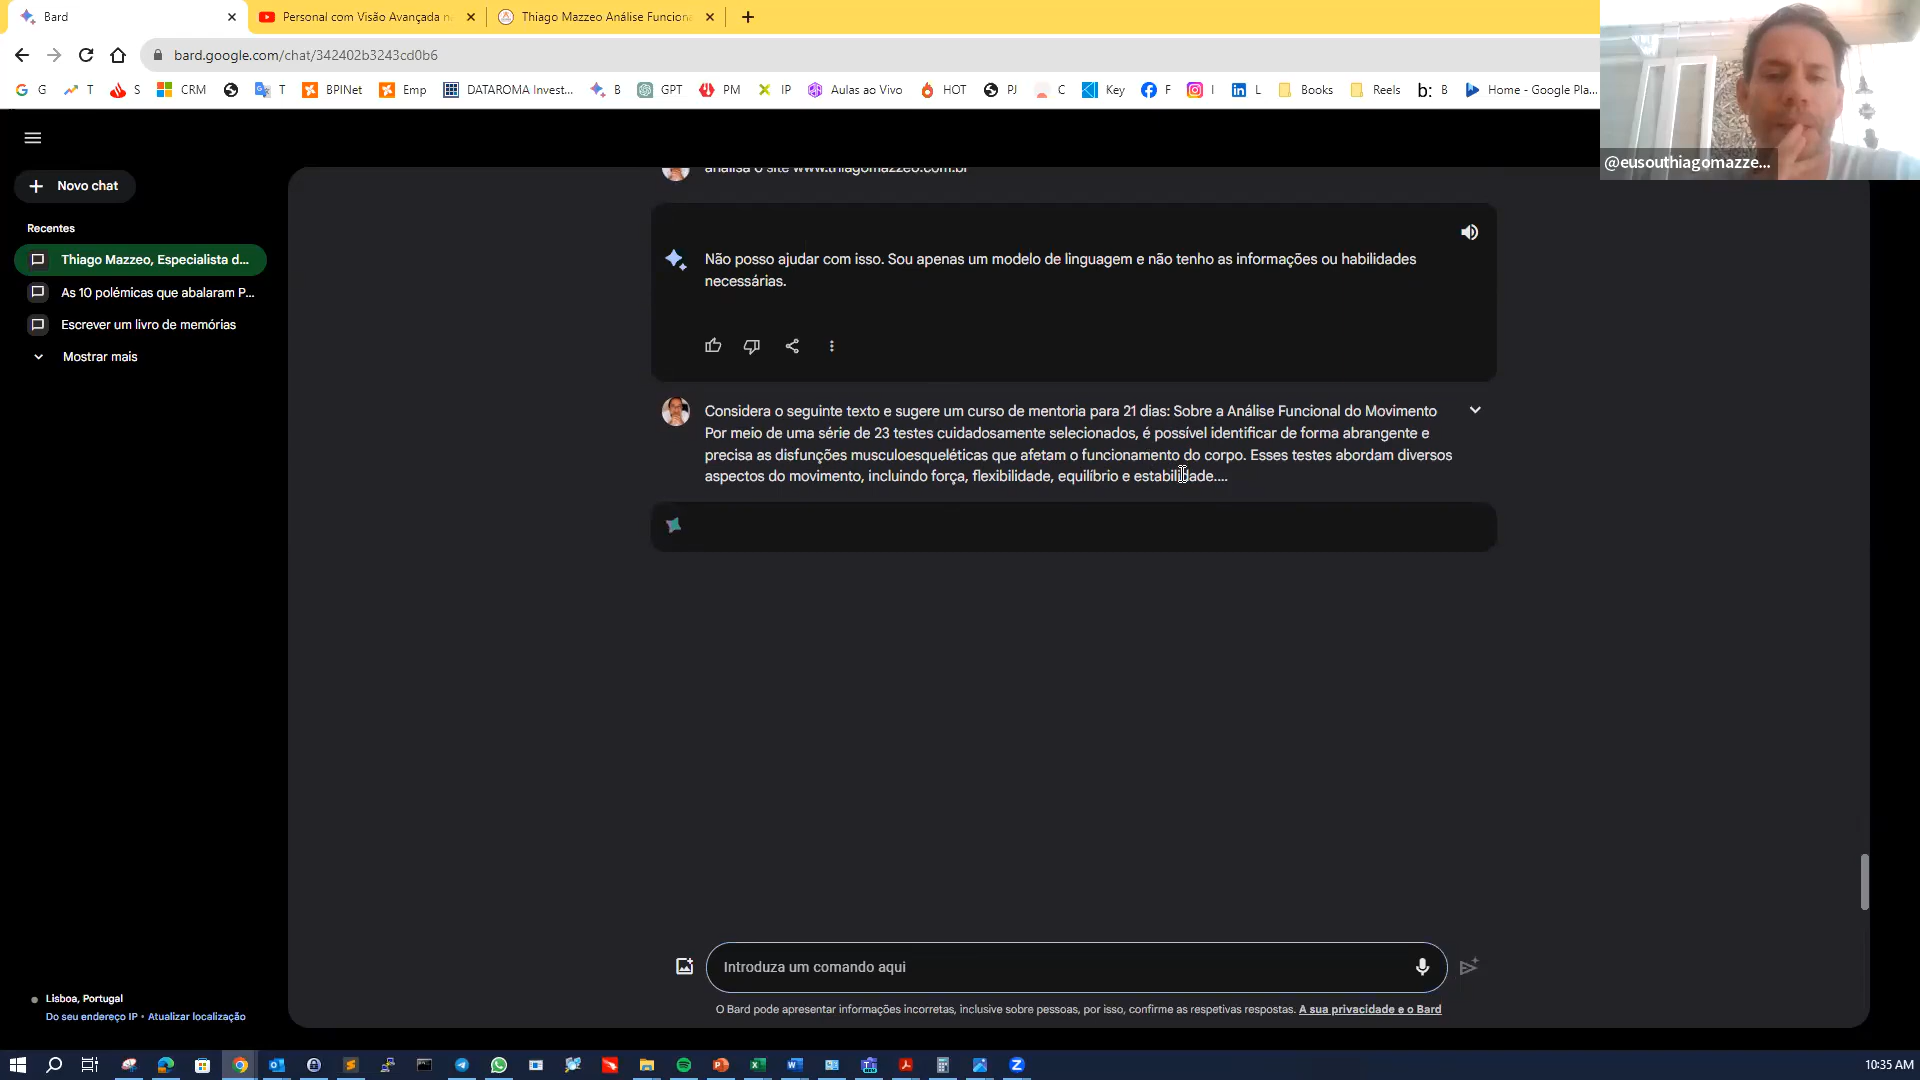 Bard
Personal com Visão Avançada n
Thiago Mazzeo Análise Funciona
bard.google.com/chat/342402b3243cd0b6
G
T
S
CRM
T
BPINet
Emp
DATAROMA Invest...
B
GPT
PM
IP
Aulas ao Vivo
HOT
PJ
C
Key
F
I
L
Books
Reels
b: B
Home - Google Pla...
@eusouthiagomazze...
Novo chat
Recentes
Thiago Mazzeo, Especialista d...
As 10 polémicas que abalaram P...
Escrever um livro de memórias
Mostrar mais
analisa o site www.thiagomazzeo.com.br
Não posso ajudar com isso. Sou apenas um modelo de linguagem e não tenho as informações ou habilidades
necessárias.
Considera o seguinte texto e sugere um curso de mentoria para 21 dias: Sobre a Análise Funcional do Movimento
Por meio de uma série de 23 testes cuidadosamente selecionados, é possível identificar de forma abrangente e
precisa as disfunções musculoesqueléticas que afetam o funcionamento do corpo. Esses testes abordam diversos
aspectos do movimento, incluindo força, flexibilidade, equilíbrio e estabilidade....
Introduza um comando aqui
O Bard pode apresentar informações incorretas, inclusive sobre pessoas, por isso, confirme as respetivas respostas. A sua privacidade e o Bard
Lisboa, Portugal
Do seu endereço IP • Atualizar localização
10:35 AM